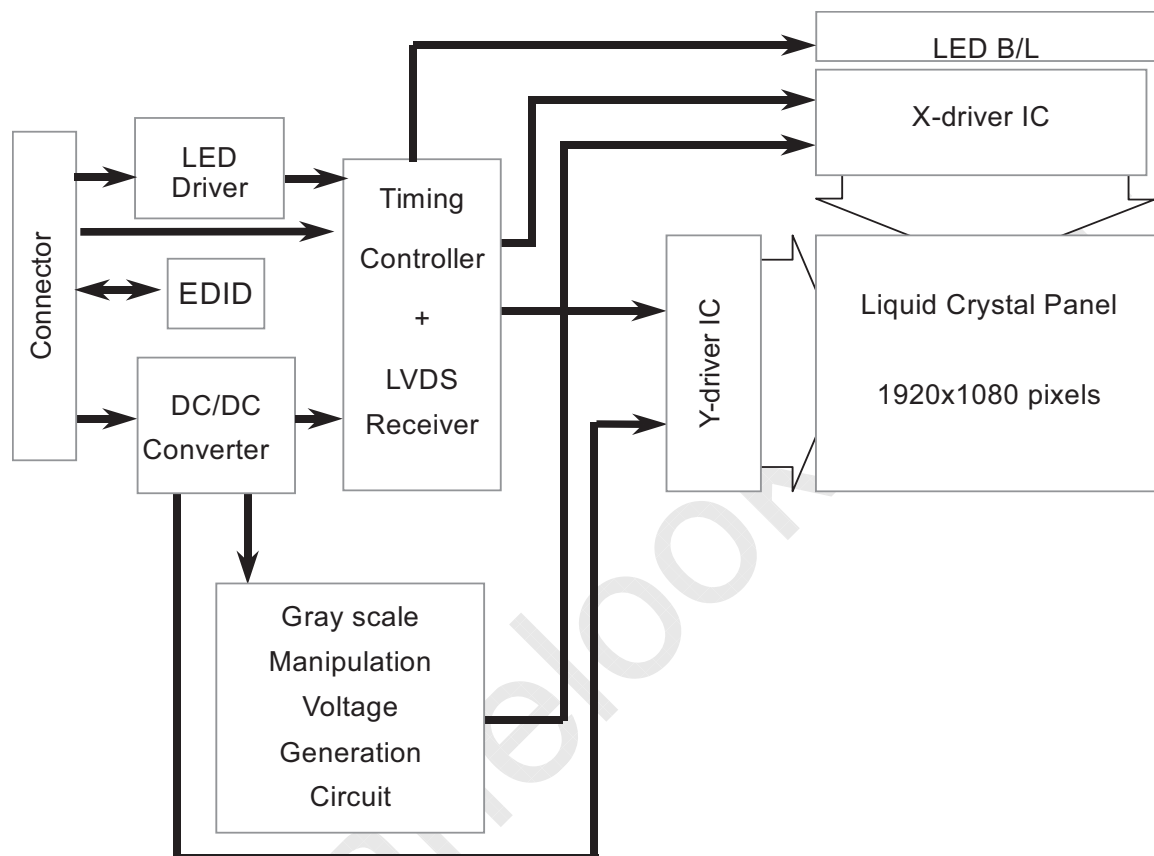 LED B/L
X-driver IC
LED
Driver
Timing
Controller
+
LVDS
Receiver
Connector
EDID
DC/DC
Converter
Y-driver IC
Liquid Crystal Panel
1920x1080 pixels
Gray scale
Manipulation
Voltage
Generation
Circuit